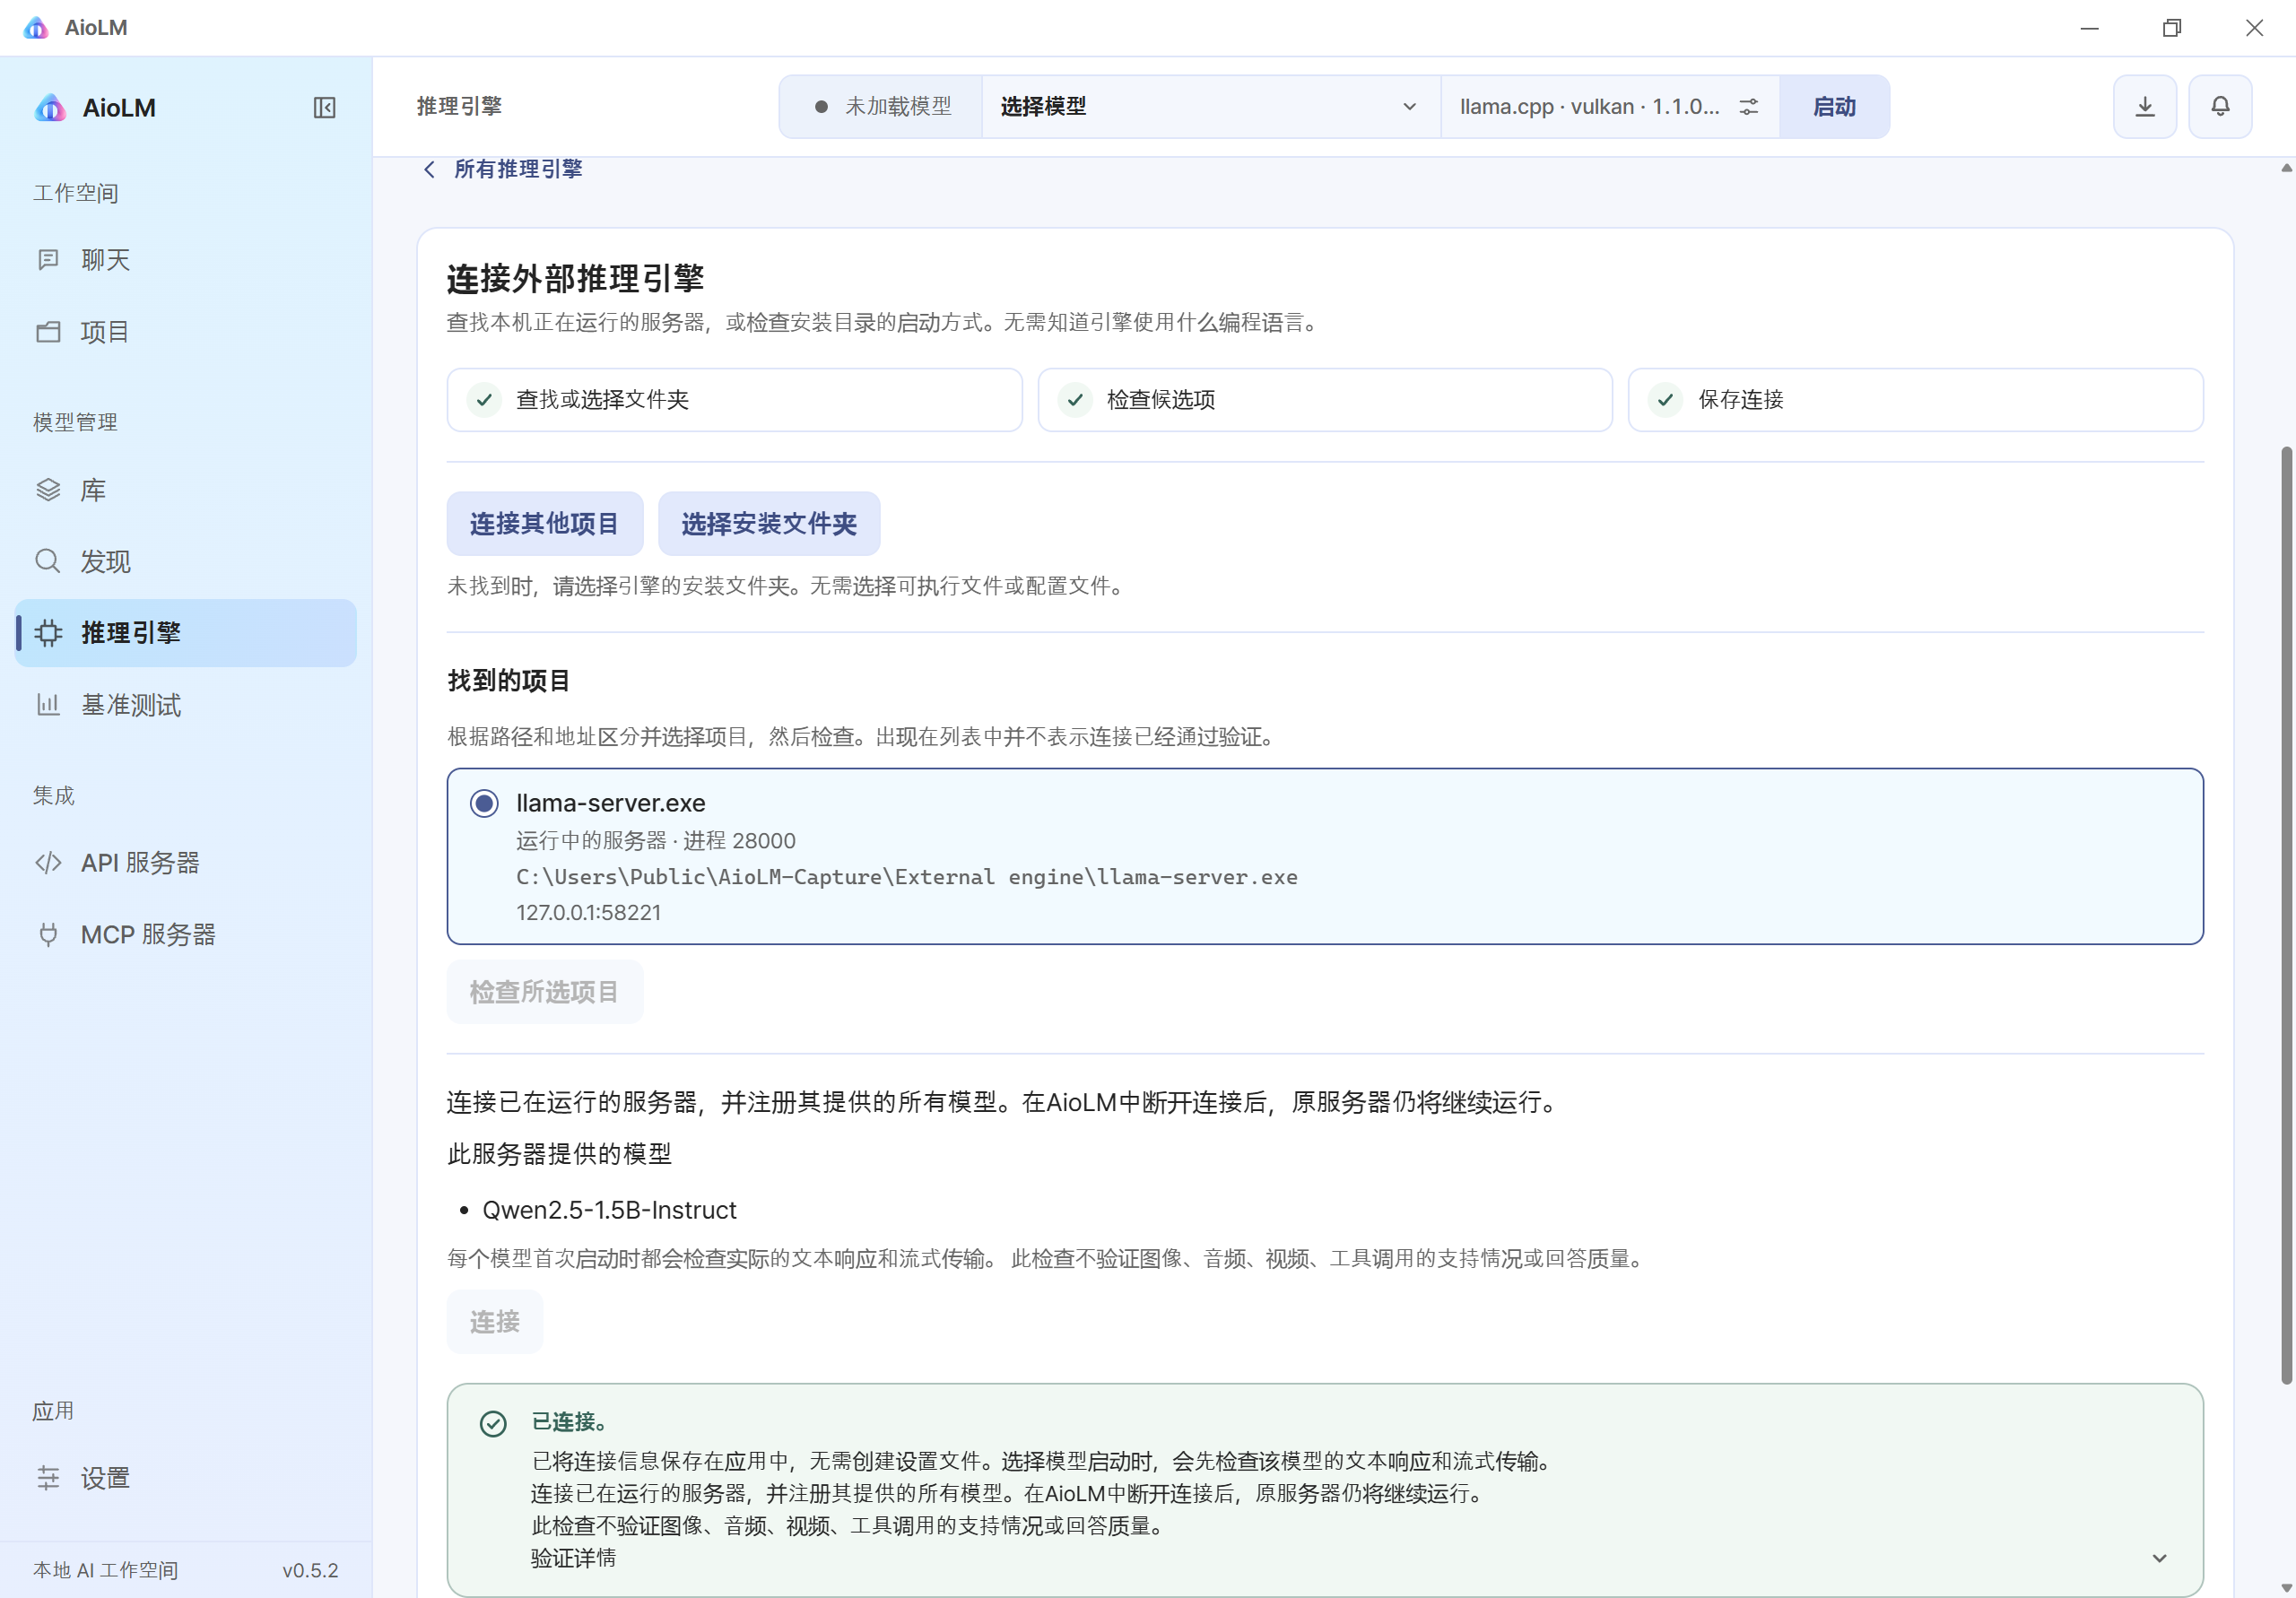 AioLM
AioLM
工作空间
聊天
项目
模型管理
库
发现
推理引擎
基准测试
集成
API 服务器
MCP 服务器
应用
设置
本地 AI 工作空间
v0.5.2
推理引擎
未加载模型
选择模型
llama.cpp · vulkan · 1.1.0...
启动
所有推理引擎
连接外部推理引擎
查找本机正在运行的服务器，或检查安装目录的启动方式。无需知道引擎使用什么编程语言。
查找或选择文件夹
检查候选项
保存连接
连接其他项目
选择安装文件夹
未找到时，请选择引擎的安装文件夹。无需选择可执行文件或配置文件。
找到的项目
根据路径和地址区分并选择项目，然后检查。出现在列表中并不表示连接已经通过验证。
llama-server.exe
运行中的服务器 · 进程 28000
C:\Users\Public\AioLM-Capture\External engine\llama-server.exe
127.0.0.1:58221
检查所选项目
连接已在运行的服务器，并注册其提供的所有模型。在AioLM中断开连接后，原服务器仍将继续运行。
此服务器提供的模型
• Qwen2.5-1.5B-Instruct
每个模型首次启动时都会检查实际的文本响应和流式传输。 此检查不验证图像、音频、视频、工具调用的支持情况或回答质量。
连接
已连接。
已将连接信息保存在应用中，无需创建设置文件。选择模型启动时，会先检查该模型的文本响应和流式传输。
连接已在运行的服务器，并注册其提供的所有模型。在AioLM中断开连接后，原服务器仍将继续运行。
此检查不验证图像、音频、视频、工具调用的支持情况或回答质量。
验证详情